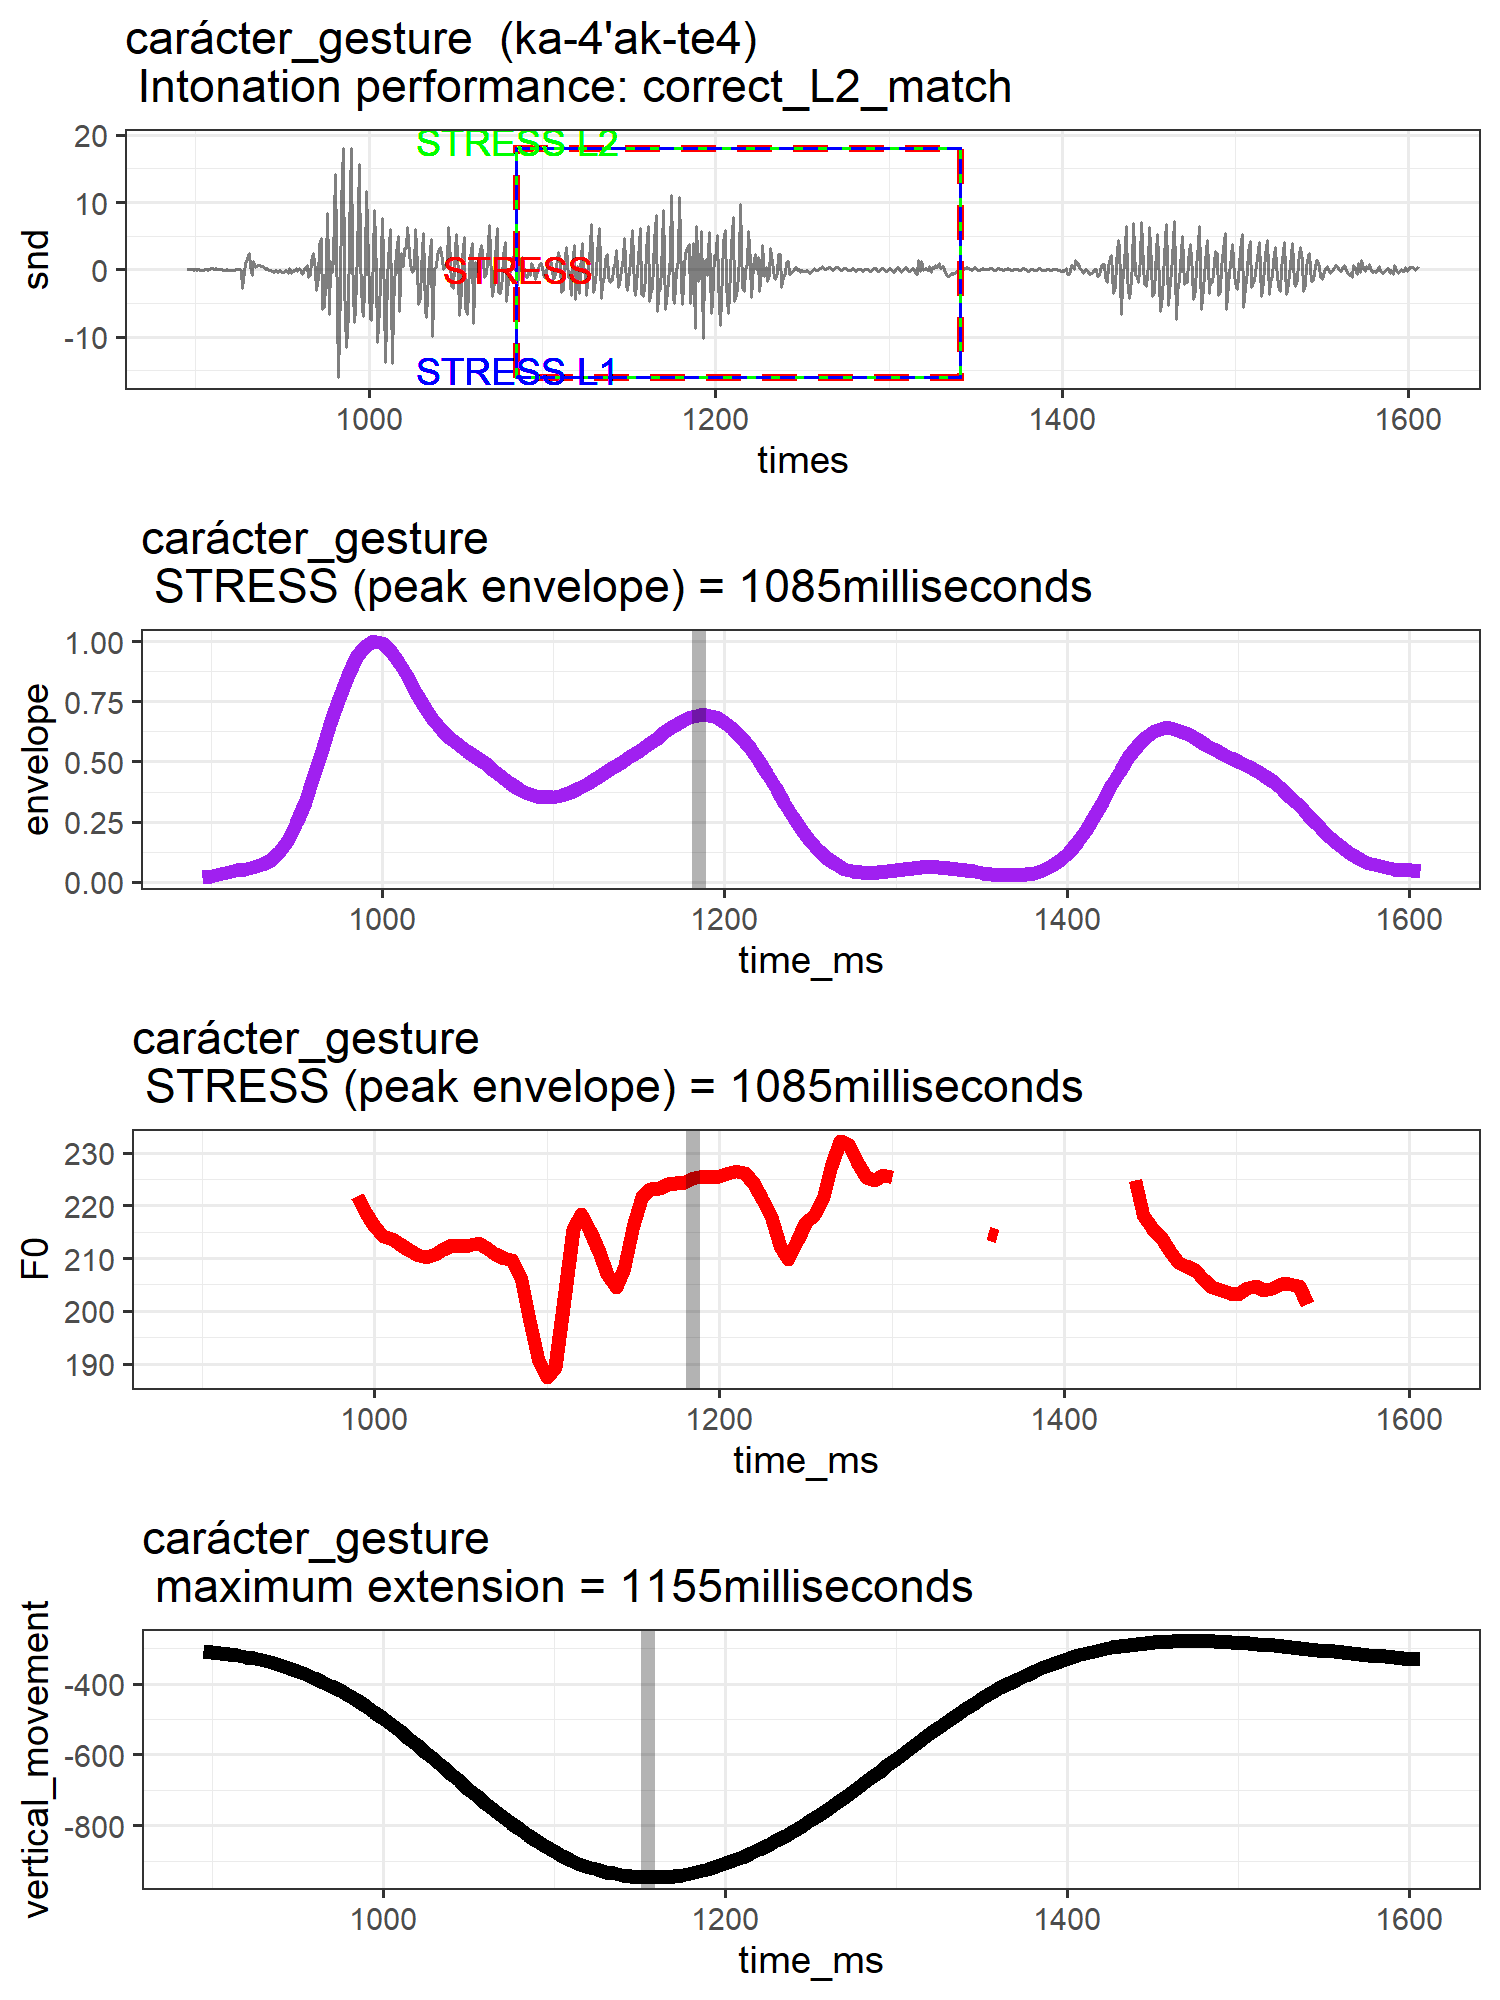 carácter_gesture  (ka-4'ak-te4)
Intonation performance: correct_L2_match
20
10
0
-10
snd
STRESS L2
STRESS
STRESS L1
1000 1200 1400 1600
times
carácter_gesture
STRESS (peak envelope) = 1085milliseconds
1.00
0.75
0.50
0.25
0.00
envelope
1000 1200 1400 1600
time_ms
carácter_gesture
STRESS (peak envelope) = 1085milliseconds
230
220
210
200
190
F0
1000 1200 1400 1600
time_ms
carácter_gesture
maximum extension = 1155milliseconds
-400
-600
-800
vertical_movement
1000 1200 1400 1600
time_ms